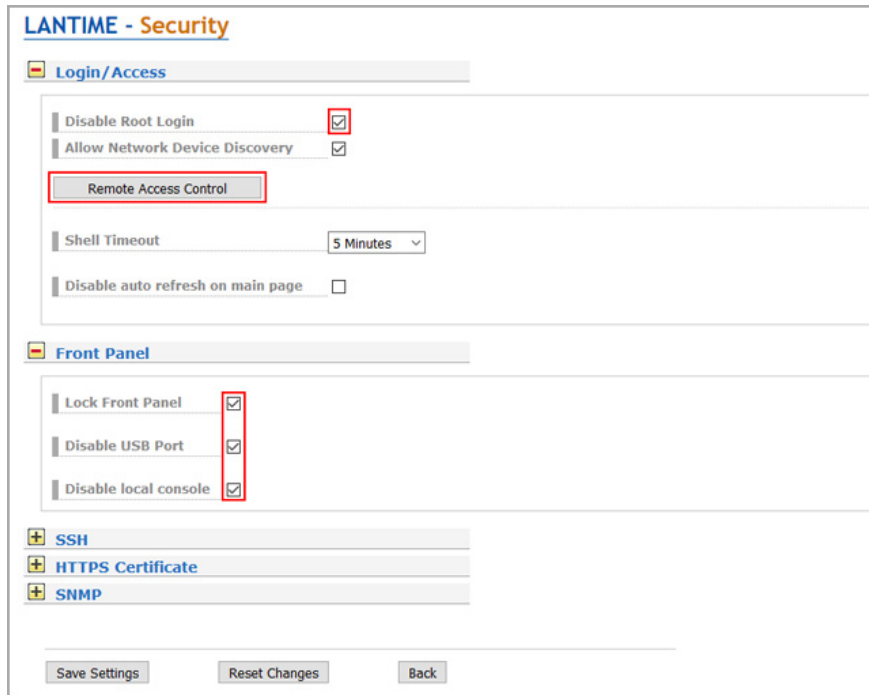 LANTIME - Security
Login/Access
Disable Root Login
Allow Network Device Discovery
Remote Access Control
Shell Timeout 5 Minutes
Disable auto refresh on main page
Front Panel
Lock Front Panel
Disable USB Port
Disable local console
SSH
HTTPS Certificate
SNMP
Save Settings Reset Changes Back